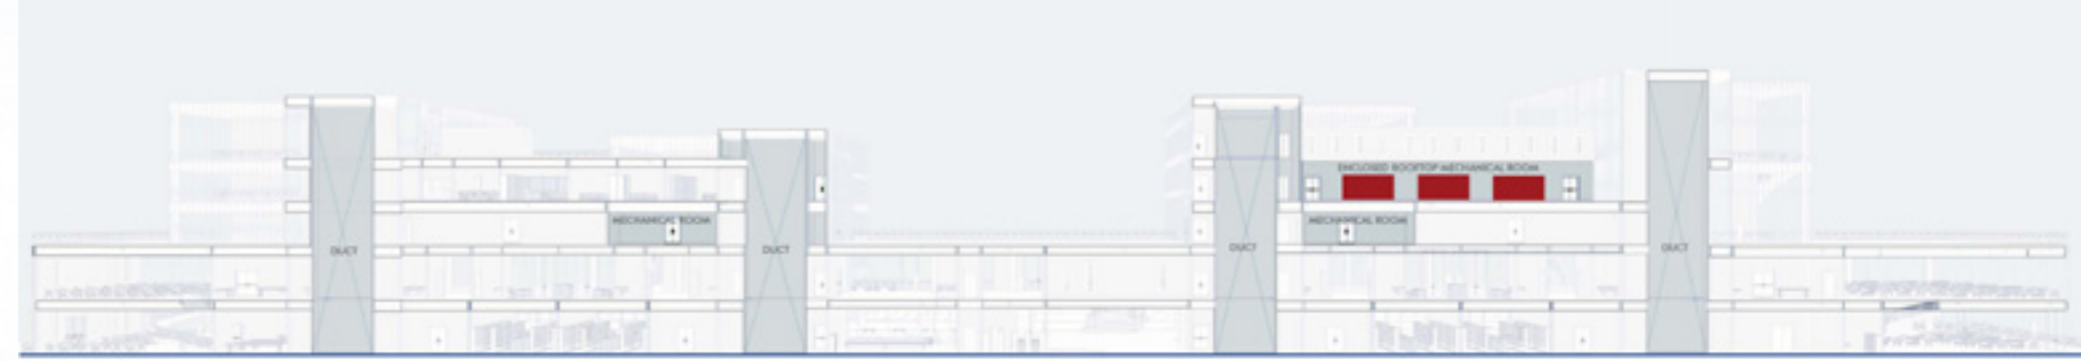 ENCLOSED ROOFTOP MECHANICAL ROOM
MECHANICAL ROOM
MECHANICAL ROOM
DUCT
DUCT
DUCT
DUCT